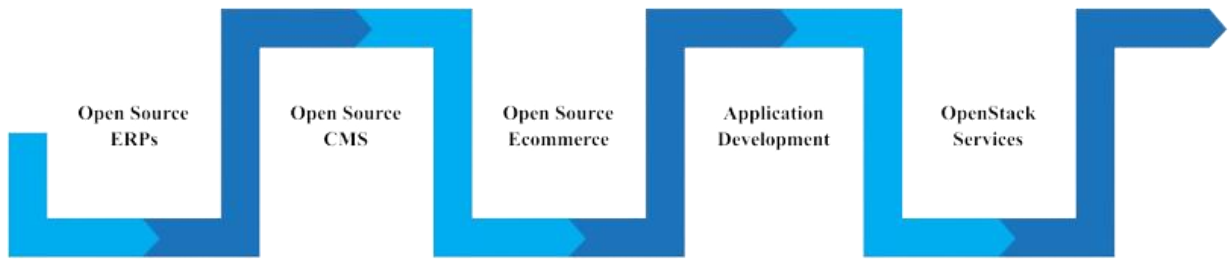 Open Source
ERPs
Open Source
CMS
Open Source
Ecommerce
Application
Development
OpenStack
Services